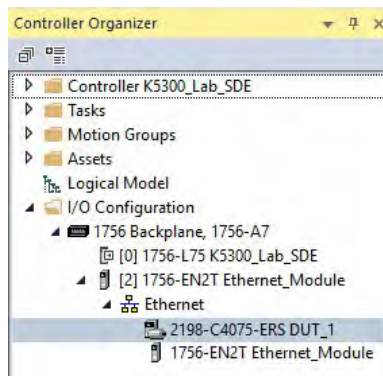 Controller Organizer
Controller K5300_Lab_SDE
Tasks
Motion Groups
Assets
Logical Model
I/O Configuration
1756 Backplane, 1756-A7
[0] 1756-L75 K5300_Lab_SDE
[2] 1756-EN2T Ethernet_Module
Ethernet
2198-C4075-ERS DUT_1
1756-EN2T Ethernet_Module